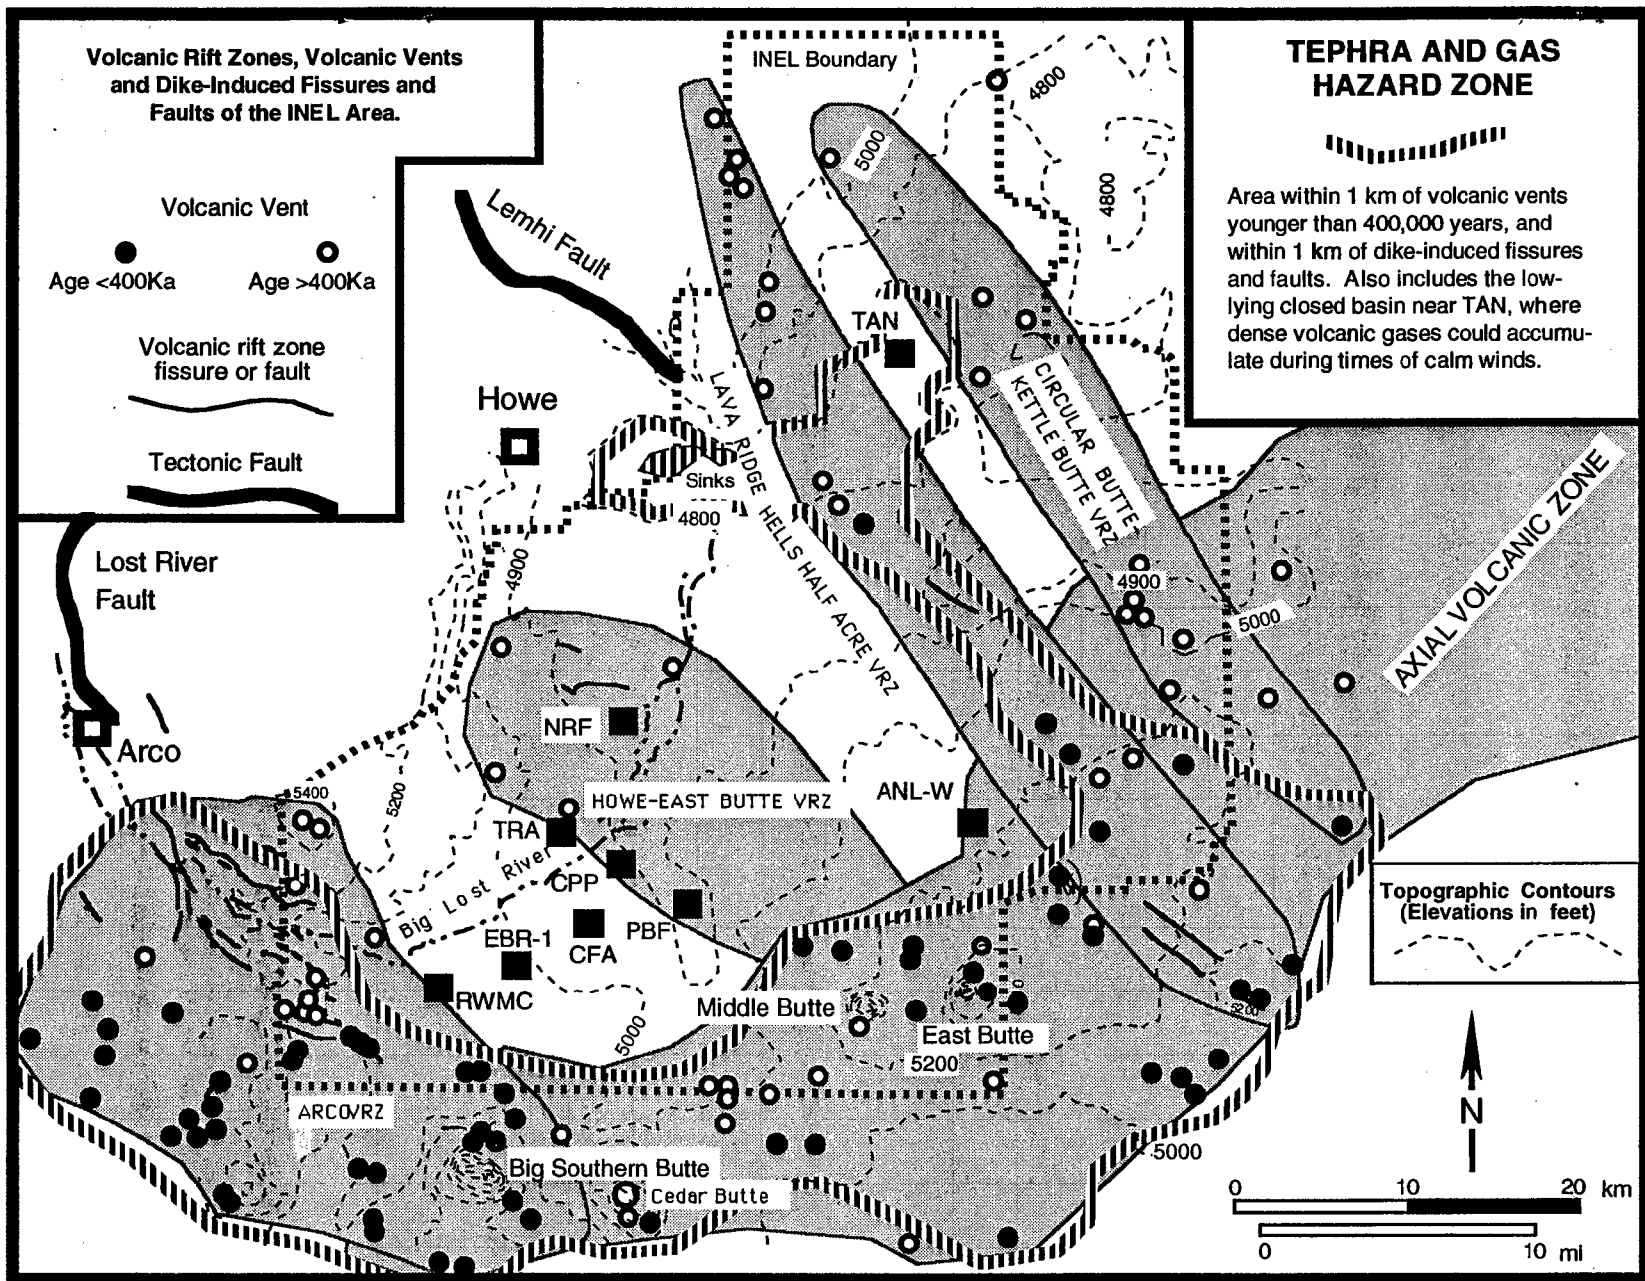 Volcanic Rift Zones, Volcanic Vents
and Dike-Induced Fissures and
Faults of the INEL Area.
Volcanic Vent
Age <400Ka
Age >400Ka
Volcanic rift zone
fissure or fault
Tectonic Fault
TEPHRA AND GAS
HAZARD ZONE
Area within 1 km of volcanic vents
younger than 400,000 years, and
within 1 km of dike-induced fissures
and faults. Also includes the low-
lying closed basin near TAN, where
dense volcanic gases could accumu-
late during times of calm winds.
INEL Boundary
4800
5000
4800
Lemhi Fault
TAN
Howe
LAVA RIDGE HELLS HALF ACRE VRZ
CIRCULAR BUTTE-
KETTLE BUTTE VRZ
AXIAL VOLCANIC ZONE
Sinks
4800
4900
Lost River
Fault
4900
5000
Arco
NRF
5400
5200
HOWE-EAST BUTTE VRZ
ANL-W
TRA
CPP
Big Lost River
PBF
EBR-1
CFA
RWMC
Topographic Contours
(Elevations in feet)
Middle Butte
East Butte
5200
5000
5200
ARCO VRZ
Big Southern Butte
Cedar Butte
5000
N
0 10 20 km
0 10 mi